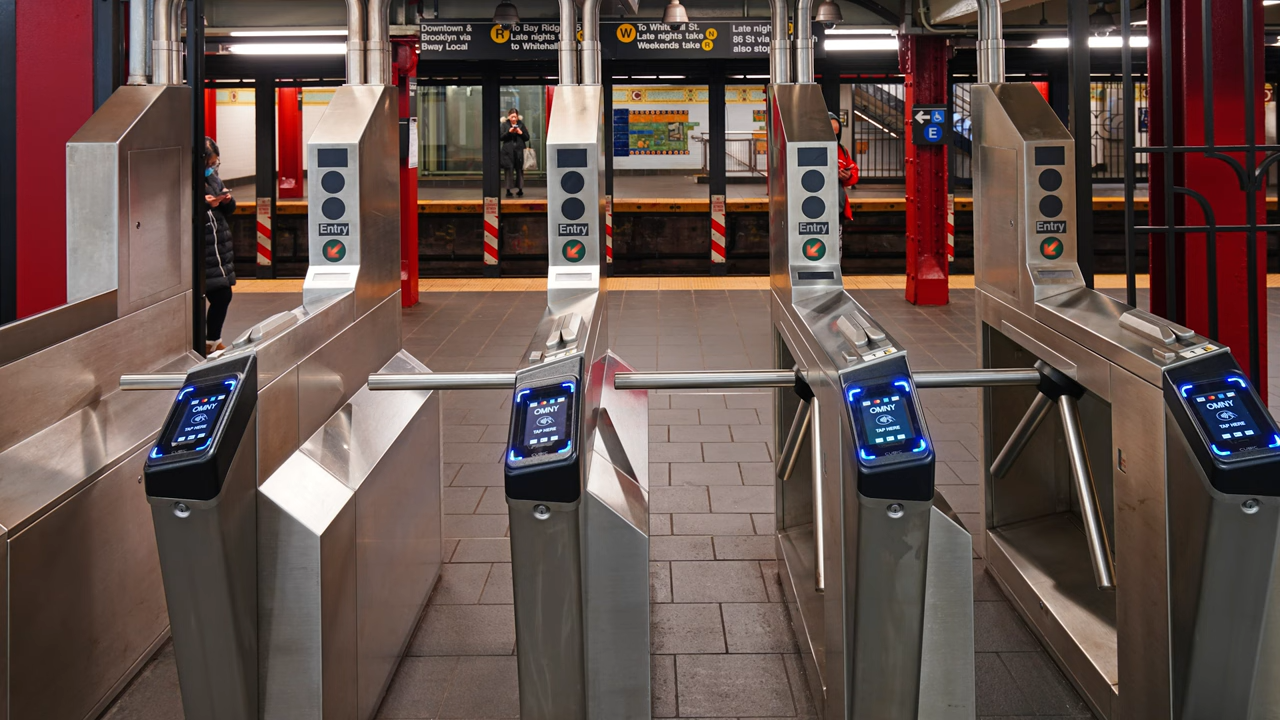 Downtown &
Brooklyn via
Bway Local
R
To Bay Ridge
Late nights
to Whitehall
W
To Whitehall St.
Late nights take N
Weekends take R
Late night
86 St via
also stop
E
Entry
Entry
Entry
Entry
OMNY
TAP HERE
OMNY
TAP HERE
OMNY
TAP HERE
OMNY
TAP HERE